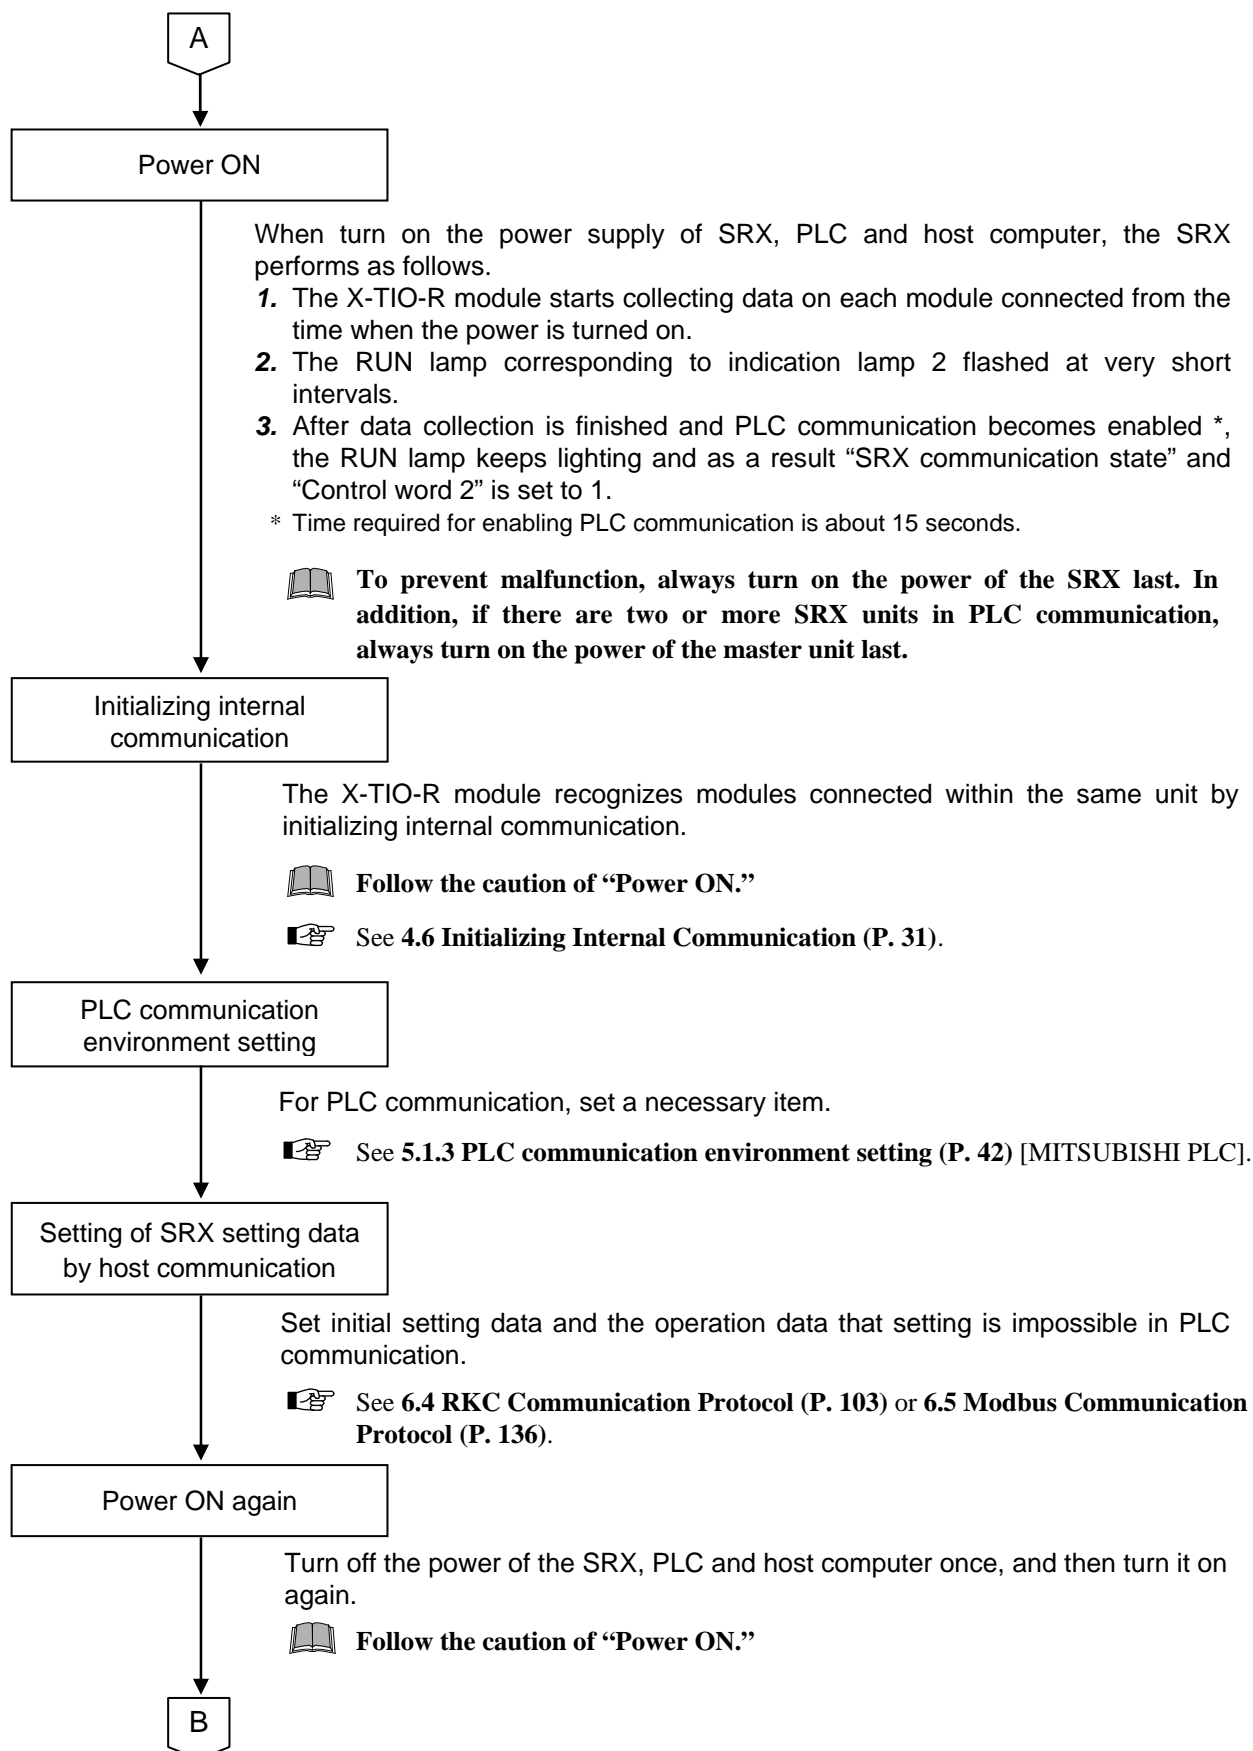 A
Power ON
When turn on the power supply of SRX, PLC and host computer, the SRX
performs as follows.
1. The X-TIO-R module starts collecting data on each module connected from the
time when the power is turned on.
2. The RUN lamp corresponding to indication lamp 2 flashed at very short
intervals.
3. After data collection is finished and PLC communication becomes enabled *,
the RUN lamp keeps lighting and as a result “SRX communication state” and
“Control word 2” is set to 1.
* Time required for enabling PLC communication is about 15 seconds.
To prevent malfunction, always turn on the power of the SRX last. In
addition, if there are two or more SRX units in PLC communication,
always turn on the power of the master unit last.
Initializing internal
communication
The X-TIO-R module recognizes modules connected within the same unit by
initializing internal communication.
Follow the caution of “Power ON.”
See 4.6 Initializing Internal Communication (P. 31).
PLC communication
environment setting
For PLC communication, set a necessary item.
See 5.1.3 PLC communication environment setting (P. 42) [MITSUBISHI PLC].
Setting of SRX setting data
by host communication
Set initial setting data and the operation data that setting is impossible in PLC
communication.
See 6.4 RKC Communication Protocol (P. 103) or 6.5 Modbus Communication
Protocol (P. 136).
Power ON again
Turn off the power of the SRX, PLC and host computer once, and then turn it on
again.
Follow the caution of “Power ON.”
B